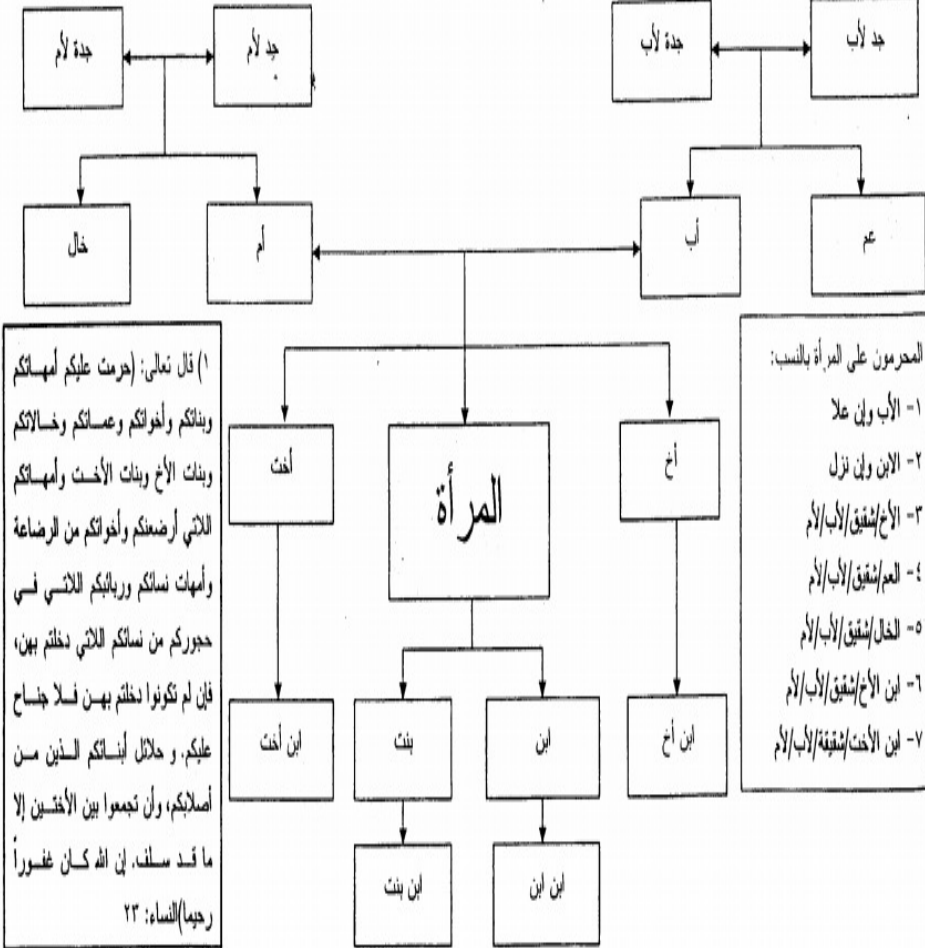 جد لأب
جدة لأب
جد لأم
جدة لأم
عم
أب
أم
خال
المحرمون على المرأة بالنسب:
١- الأب وإن علا
٢- الابن وإن نزل
٣- الأخ/شقيق/لأب/لأم
٤- العم/شقيق/لأب/لأم
٥- الخال/شقيق/لأب/لأم
٦- ابن الأخ/شقيق/لأب/لأم
٧- ابن الأخت/شقيقة/لأب/لأم
أخ
المرأة
أخت
ابن أخ
ابن
بنت
ابن أخت
ابن ابن
ابن بنت
١) قال تعالى: (حرمت عليكم أمهاتكم
وبناتكم وأخواتكم وعماتكم وخالاتكم
وبنات الأخ وبنات الأخت وأمهاتكم
اللاتي أرضعنكم وأخواتكم من الرضاعة
وأمهات نسائكم وربائبكم اللاتي في
حجوركم من نسائكم اللاتي دخلتم بهن،
فإن لم تكونوا دخلتم بهن فلا جناح
عليكم. و حلائل أبنائكم الذين من
أصلابكم، وأن تجمعوا بين الأختين إلا
ما قد سلف. إن الله كان غفوراً
رحيما)النساء: ٢٣